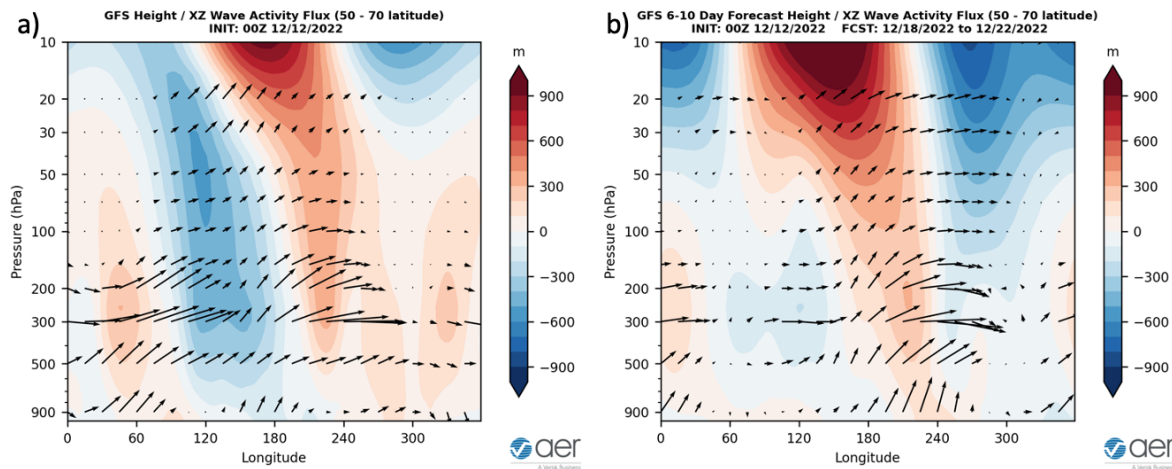 a)
GFS Height / XZ Wave Activity Flux (50 - 70 latitude)
INIT: 00Z 12/12/2022
10
20
30
50
100
200
300
500
900
Pressure (hPa)
0
60
120
180
240
300
Longitude
m
900
600
300
0
−300
−600
−900
aer
A Verisk Business
b)
GFS 6-10 Day Forecast Height / XZ Wave Activity Flux (50 - 70 latitude)
INIT: 00Z 12/12/2022 FCST: 12/18/2022 to 12/22/2022
10
20
30
50
100
200
300
500
900
Pressure (hPa)
0
60
120
180
240
300
Longitude
m
900
600
300
0
−300
−600
−900
aer
A Verisk Business